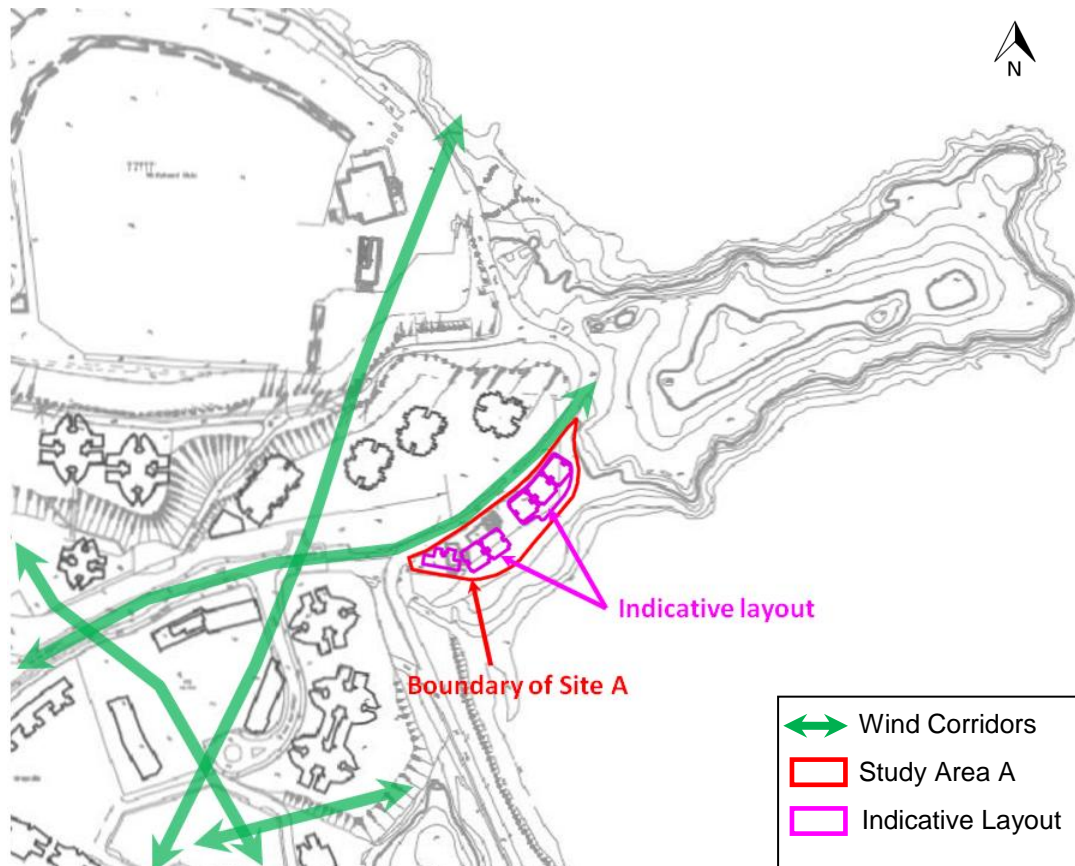 N
Indicative layout
Boundary of Site A
Wind Corridors
Study Area A
Indicative Layout